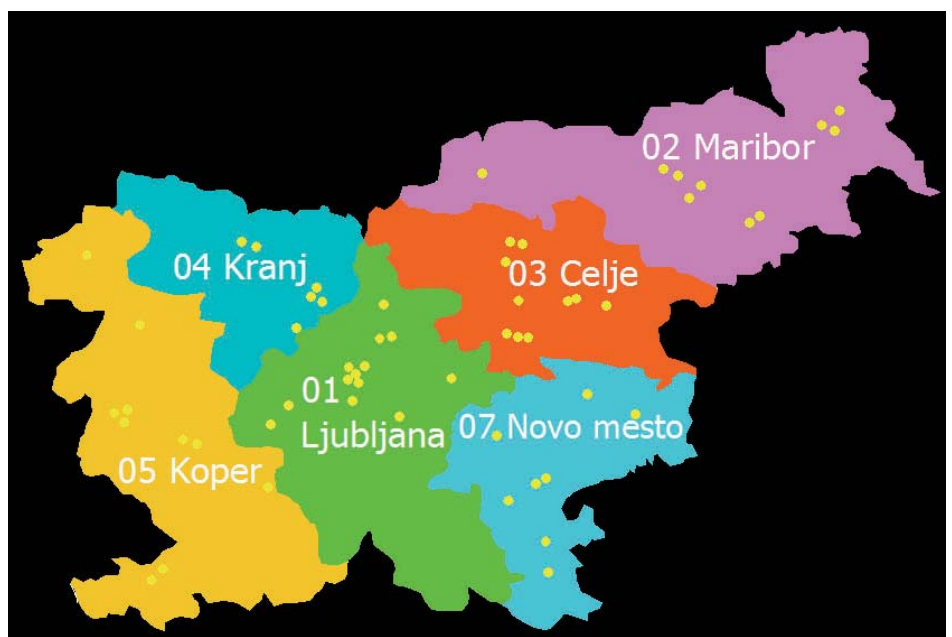 02 Maribor
04 Kranj
03 Celje
01
Ljubljana
07 Novo mesto
05 Koper